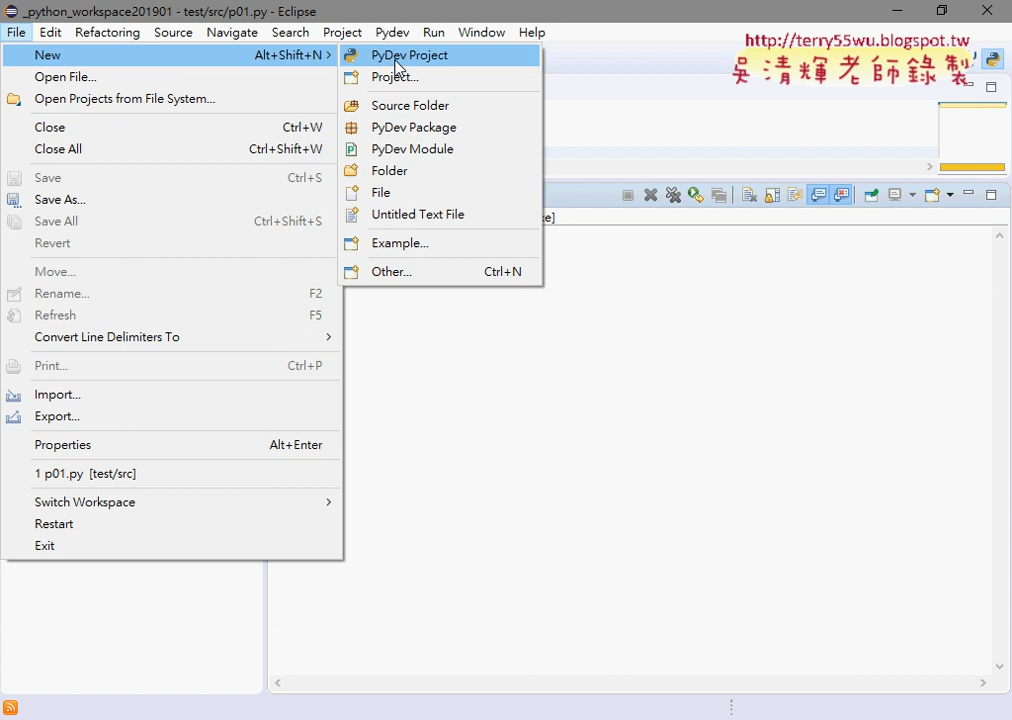 _python_workspace201901 - test/src/p01.py - Eclipse
File Edit Refactoring Source Navigate Search Project Pydev Run Window Help
http://terry55wu.blogspot.tw
吳清輝老師錄製
New Alt+Shift+N
Open File...
Open Projects from File System...
Close Ctrl+W
Close All Ctrl+Shift+W
Save Ctrl+S
Save As...
Save All Ctrl+Shift+S
Revert
Move...
Rename... F2
Refresh F5
Convert Line Delimiters To
Print... Ctrl+P
Import...
Export...
Properties Alt+Enter
1 p01.py [test/src]
Switch Workspace
Restart
Exit
PyDev Project
Project...
Source Folder
PyDev Package
PyDev Module
Folder
File
Untitled Text File
Example...
Other... Ctrl+N